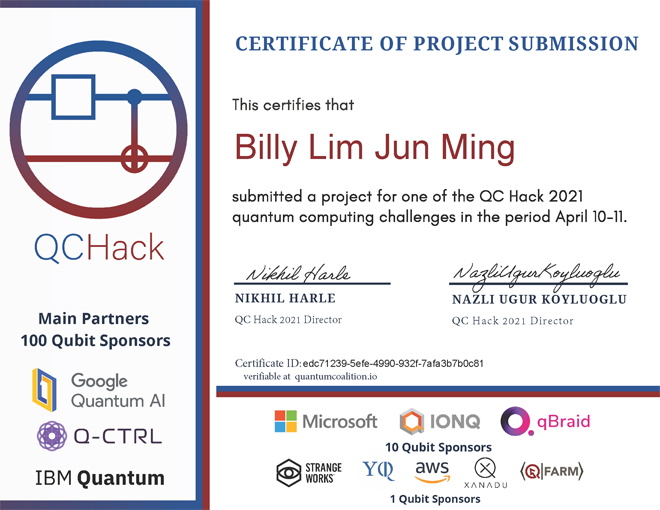 CERTIFICATE OF PROJECT SUBMISSION
This certifies that
Billy Lim Jun Ming
submitted a project for one of the QC Hack 2021
quantum computing challenges in the period April 10-11.
Nikhil Harle
NIKHIL HARLE
QC Hack 2021 Director
Nazli Ugur Koyluoglu
NAZLI UGUR KOYLUOGLU
QC Hack 2021 Director
Certificate ID: edc71239-5efe-4990-932f-7afa3b7b0c81
verifiable at quantumcoalition.io
QCHack
Main Partners
100 Qubit Sponsors
Google
Quantum AI
Q-CTRL
IBM Quantum
Microsoft
IONQ
qBraid
10 Qubit Sponsors
STRANGE
WORKS
YQ
aws
XANADU
⟨Q|FARM⟩
1 Qubit Sponsors